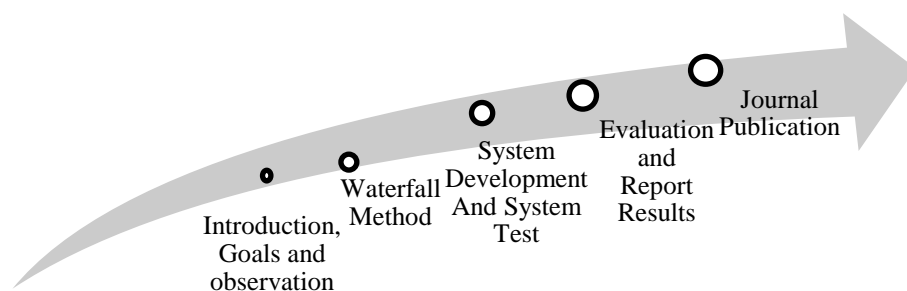 Introduction,
Goals and
observation
Waterfall
Method
System
Development
And System
Test
Evaluation
and
Report
Results
Journal
Publication